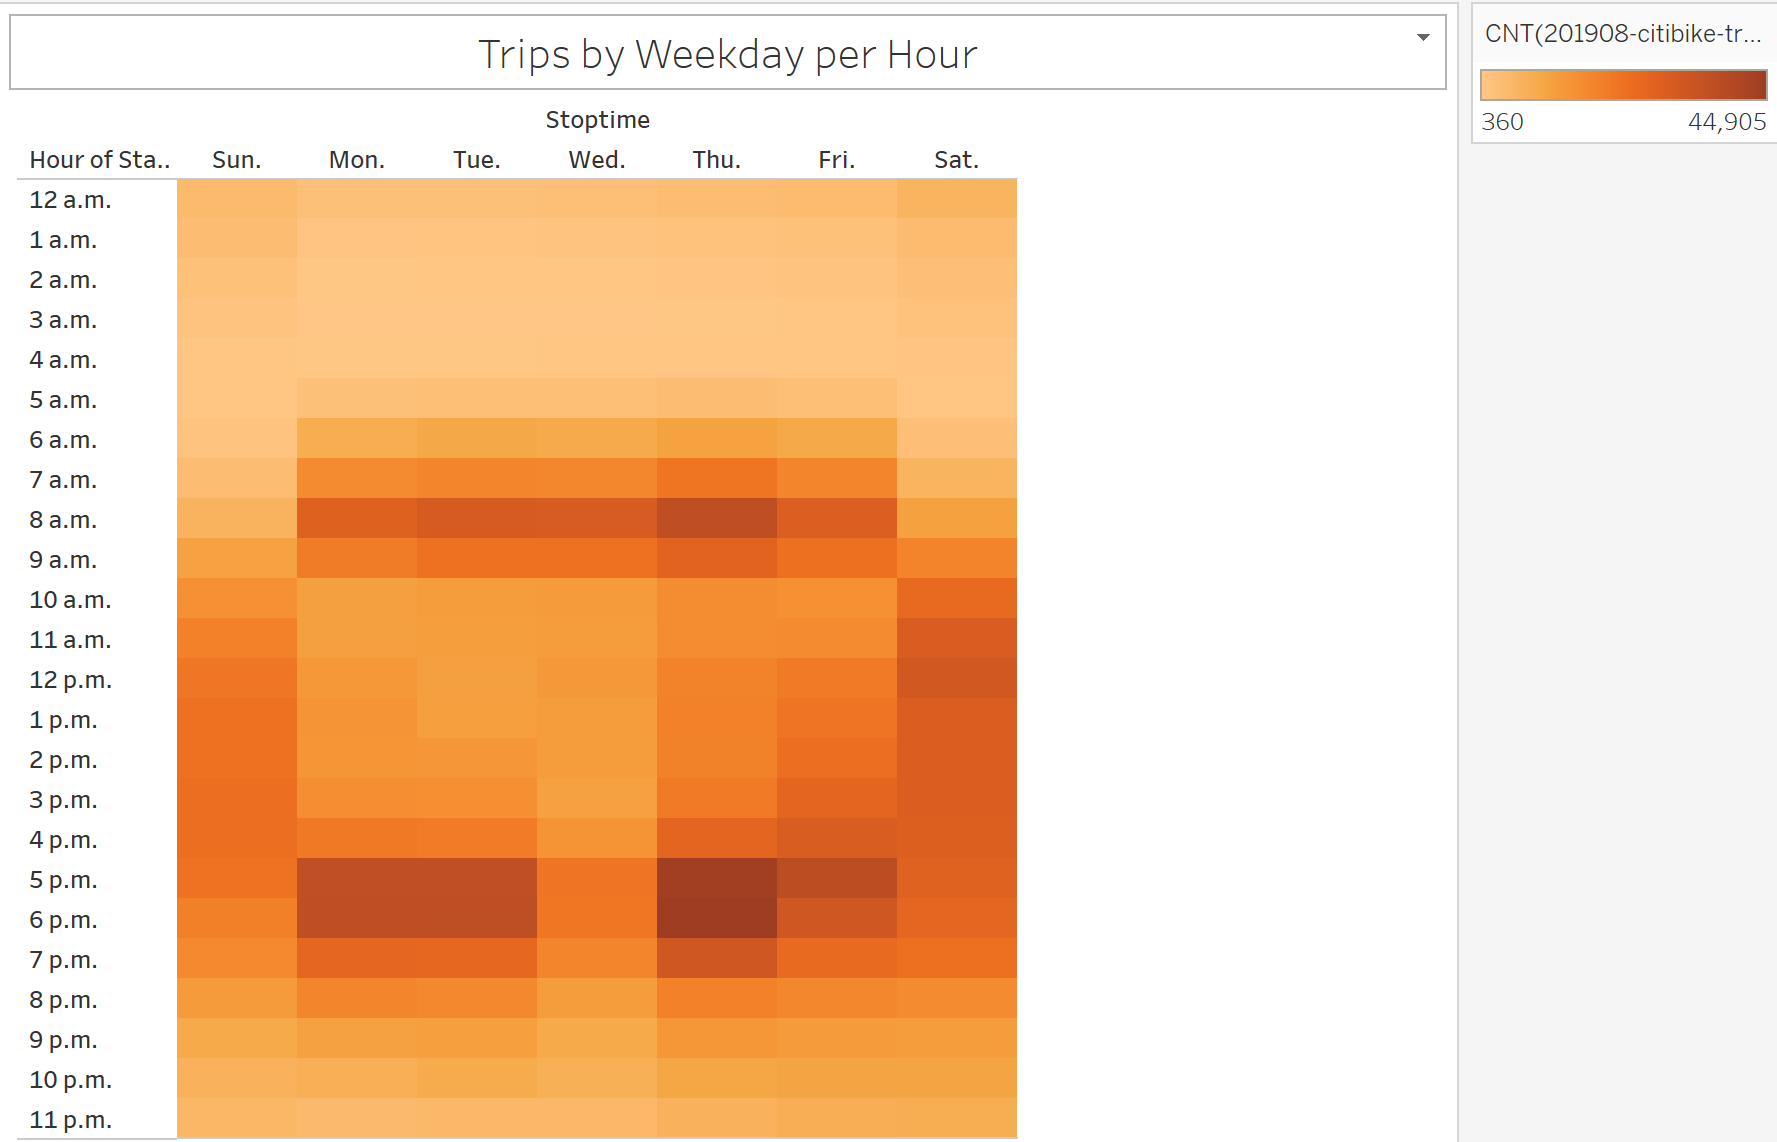 Trips by Weekday per Hour
CNT(201908-citibike-tr...
360 44,905
Stoptime
Hour of Sta.. Sun. Mon. Tue. Wed. Thu. Fri. Sat.
12 a.m.
1 a.m.
2 a.m.
3 a.m.
4 a.m.
5 a.m.
6 a.m.
7 a.m.
8 a.m.
9 a.m.
10 a.m.
11 a.m.
12 p.m.
1 p.m.
2 p.m.
3 p.m.
4 p.m.
5 p.m.
6 p.m.
7 p.m.
8 p.m.
9 p.m.
10 p.m.
11 p.m.